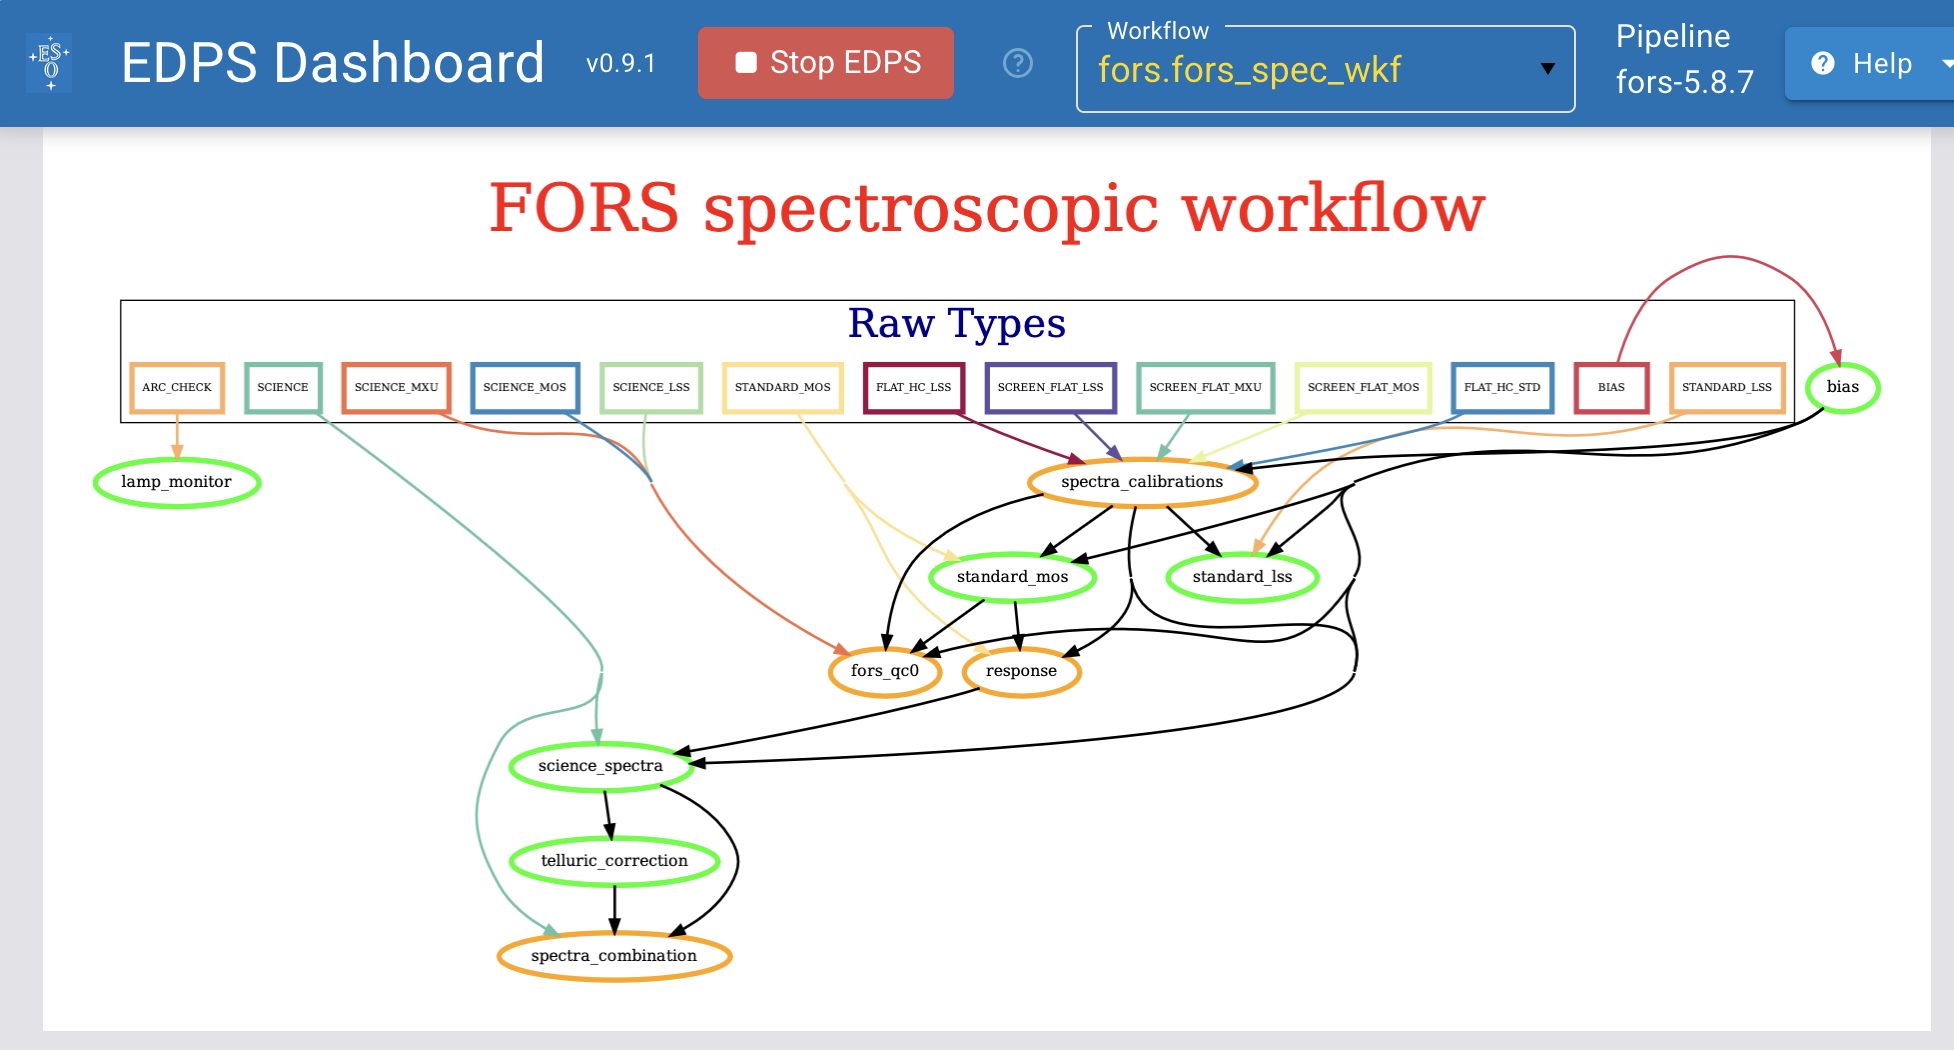 ESO
EDPS Dashboard
v0.9.1
Stop EDPS
?
Workflow
fors.fors_spec_wkf
Pipeline
fors-5.8.7
? Help
FORS spectroscopic workflow
Raw Types
ARC_CHECK
SCIENCE
SCIENCE_MXU
SCIENCE_MOS
SCIENCE_LSS
STANDARD_MOS
FLAT_HC_LSS
SCREEN_FLAT_LSS
SCREEN_FLAT_MXU
SCREEN_FLAT_MOS
FLAT_HC_STD
BIAS
STANDARD_LSS
bias
lamp_monitor
spectra_calibrations
standard_mos
standard_lss
fors_qc0
response
science_spectra
telluric_correction
spectra_combination